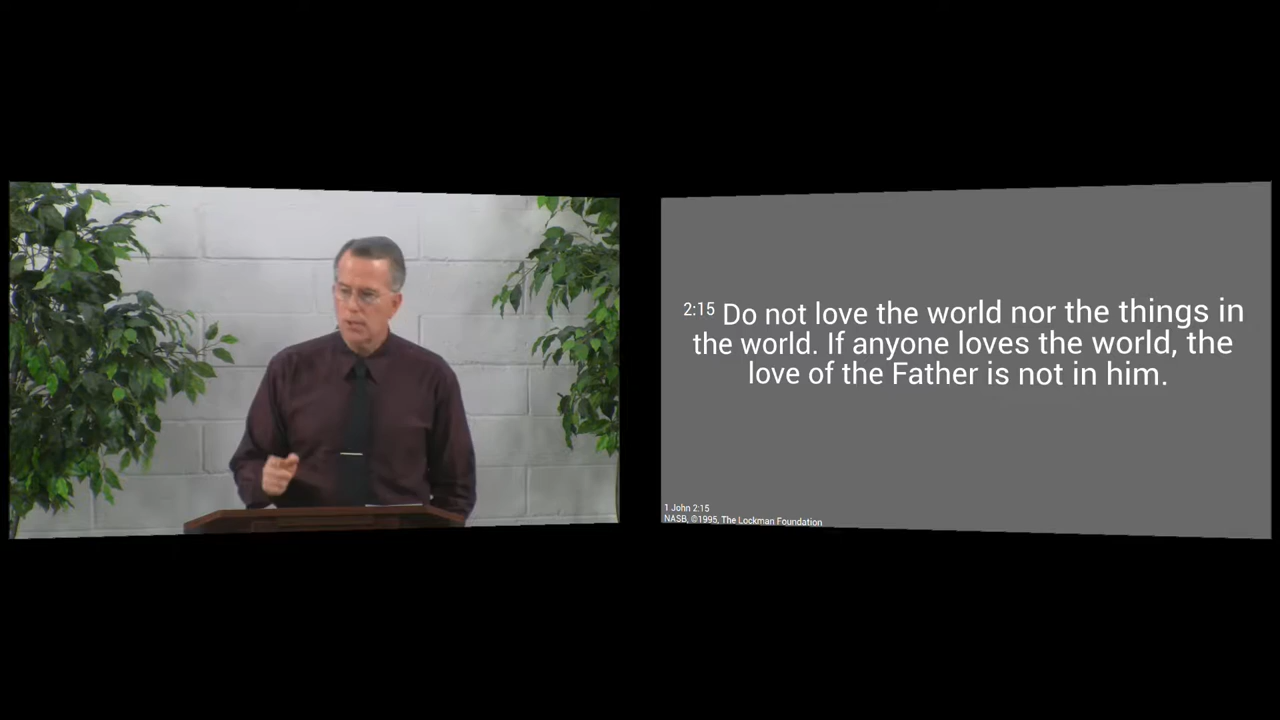 2:15 Do not love the world nor the things in
the world. If anyone loves the world, the
love of the Father is not in him.
1 John 2:15
NASB, ©1995, The Lockman Foundation